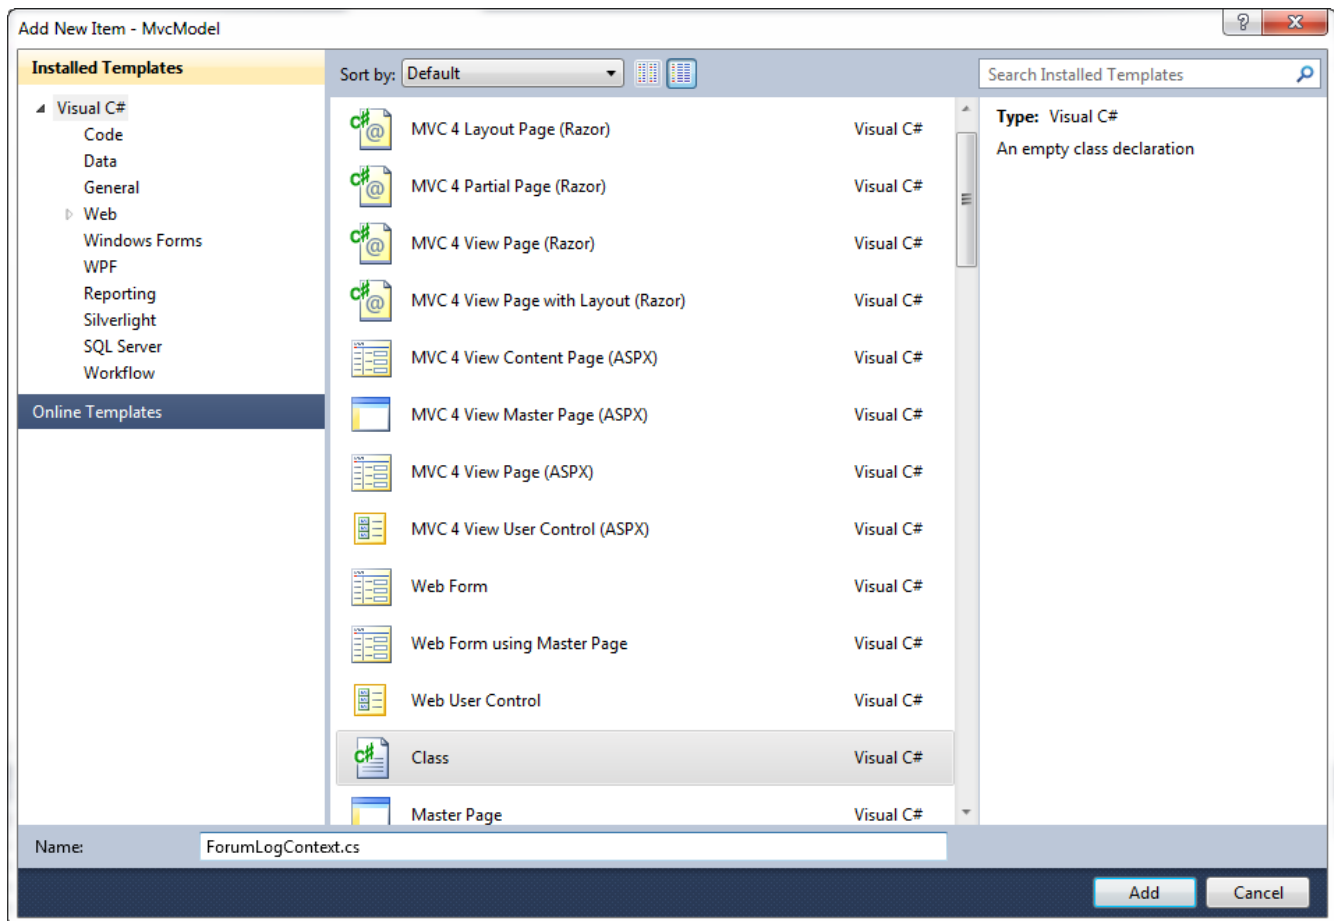 Add New Item - MvcModel
Installed Templates
Visual C#
Code
Data
General
Web
Windows Forms
WPF
Reporting
Silverlight
SQL Server
Workflow
Online Templates
Sort by: Default
MVC 4 Layout Page (Razor) Visual C#
MVC 4 Partial Page (Razor) Visual C#
MVC 4 View Page (Razor) Visual C#
MVC 4 View Page with Layout (Razor) Visual C#
MVC 4 View Content Page (ASPX) Visual C#
MVC 4 View Master Page (ASPX) Visual C#
MVC 4 View Page (ASPX) Visual C#
MVC 4 View User Control (ASPX) Visual C#
Web Form Visual C#
Web Form using Master Page Visual C#
Web User Control Visual C#
Class Visual C#
Master Page Visual C#
Search Installed Templates
Type: Visual C#
An empty class declaration
Name: ForumLogContext.cs
Add Cancel